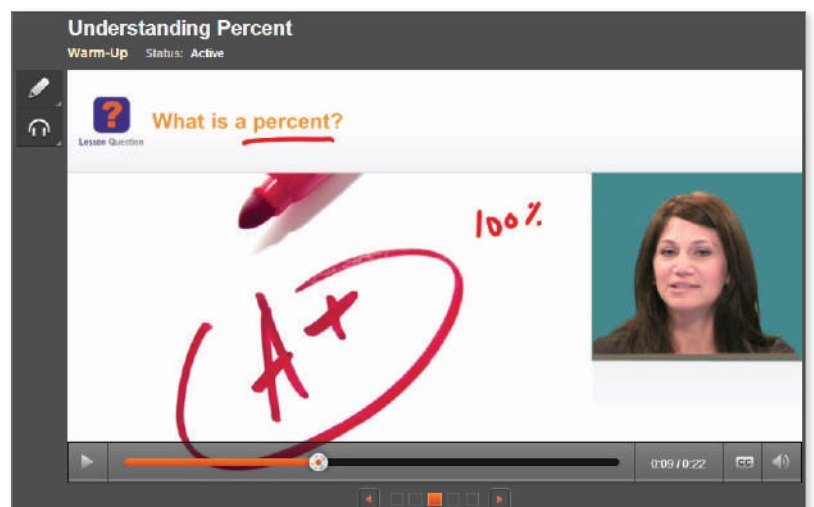 Understanding Percent
Warm-Up Status: Active
?
Lesson Question
What is a percent?
100%
A+
0:09 / 0:22
CC